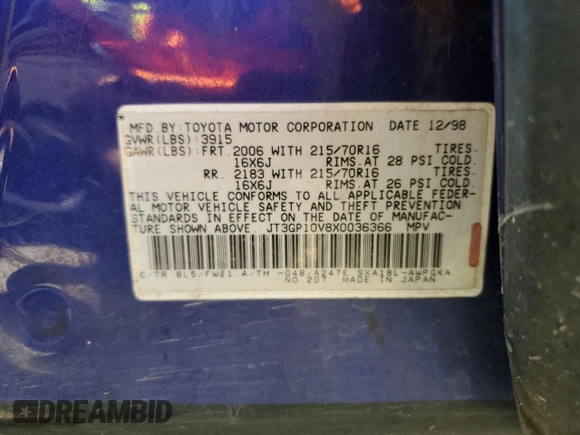 MFD.BY:TOYOTA MOTOR CORPORATION DATE 12/98
GVWR(LBS):3915
GAWR(LBS):FRT.2006 WITH 215/70R16 TIRES.
16X6J RIMS.AT 28 PSI COLD.
RR. 2183 WITH 215/70R16 TIRES.
16X6J RIMS.AT 26 PSI COLD.
THIS VEHICLE CONFORMS TO ALL APPLICABLE FEDER-
AL MOTOR VEHICLE SAFETY AND THEFT PREVENTION
STANDARDS IN EFFECT ON THE DATE OF MANUFAC-
TURE SHOWN ABOVE. JT3GP10V8X0036366 MPV
C/TR 8L5/FW21 A/TM -04B/A247E SXA16L-AWPGKA
NO 207 MADE IN JAPAN
DREAMBID